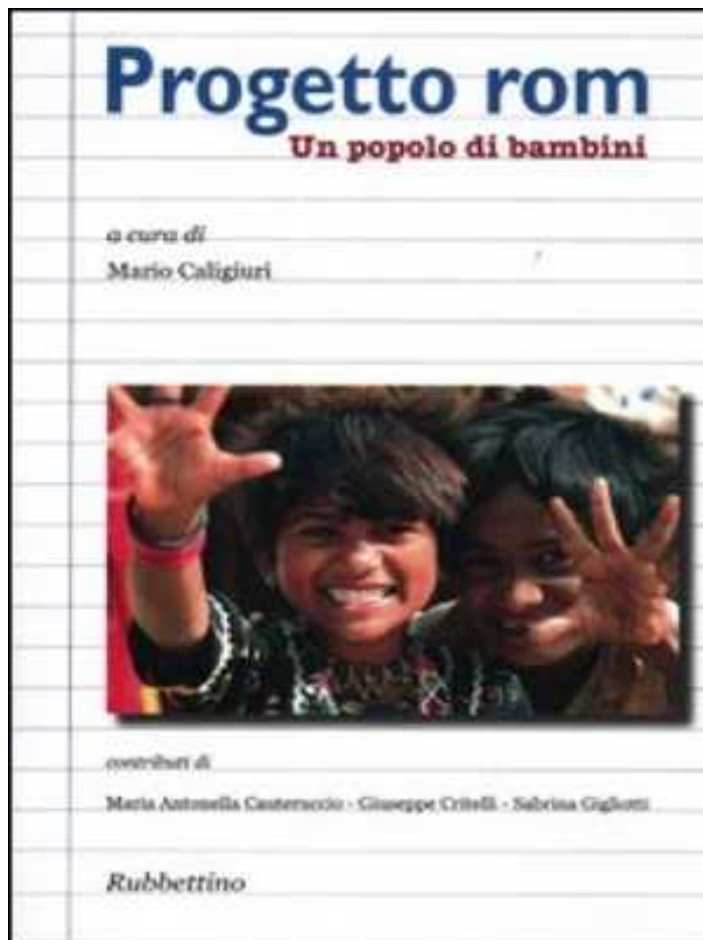 Progetto rom
Un popolo di bambini
a cura di
Mario Caligiuri
contributi di
Maria Antonella Cauteruccio - Giuseppe Critelli - Sabrina Gigliotti
Rubbettino